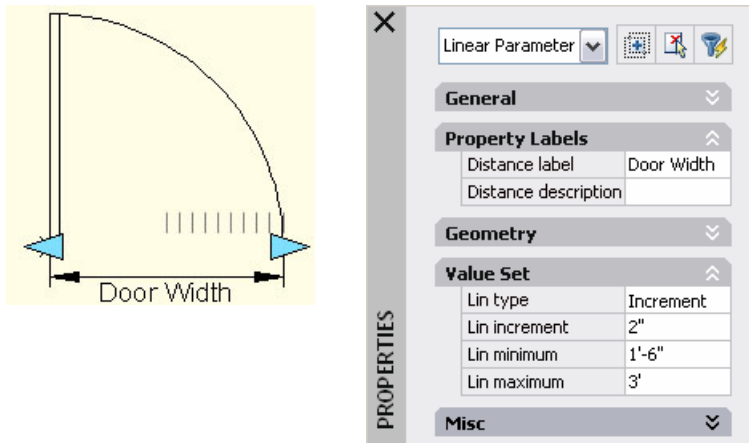 Door Width
PROPERTIES
Linear Parameter
General
Property Labels
Distance label Door Width
Distance description
Geometry
Value Set
Lin type Increment
Lin increment 2"
Lin minimum 1'-6"
Lin maximum 3'
Misc